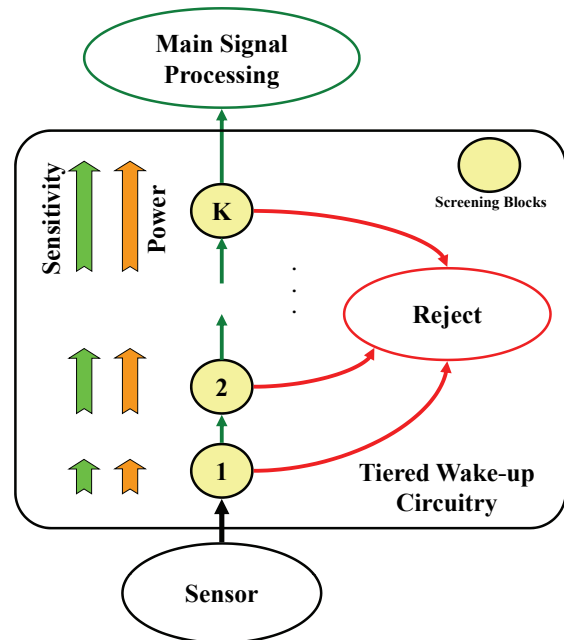 Main Signal
Processing
Sensitivity
Power
K
Screening Blocks
. . .
Reject
2
1
Tiered Wake-up
Circuitry
Sensor